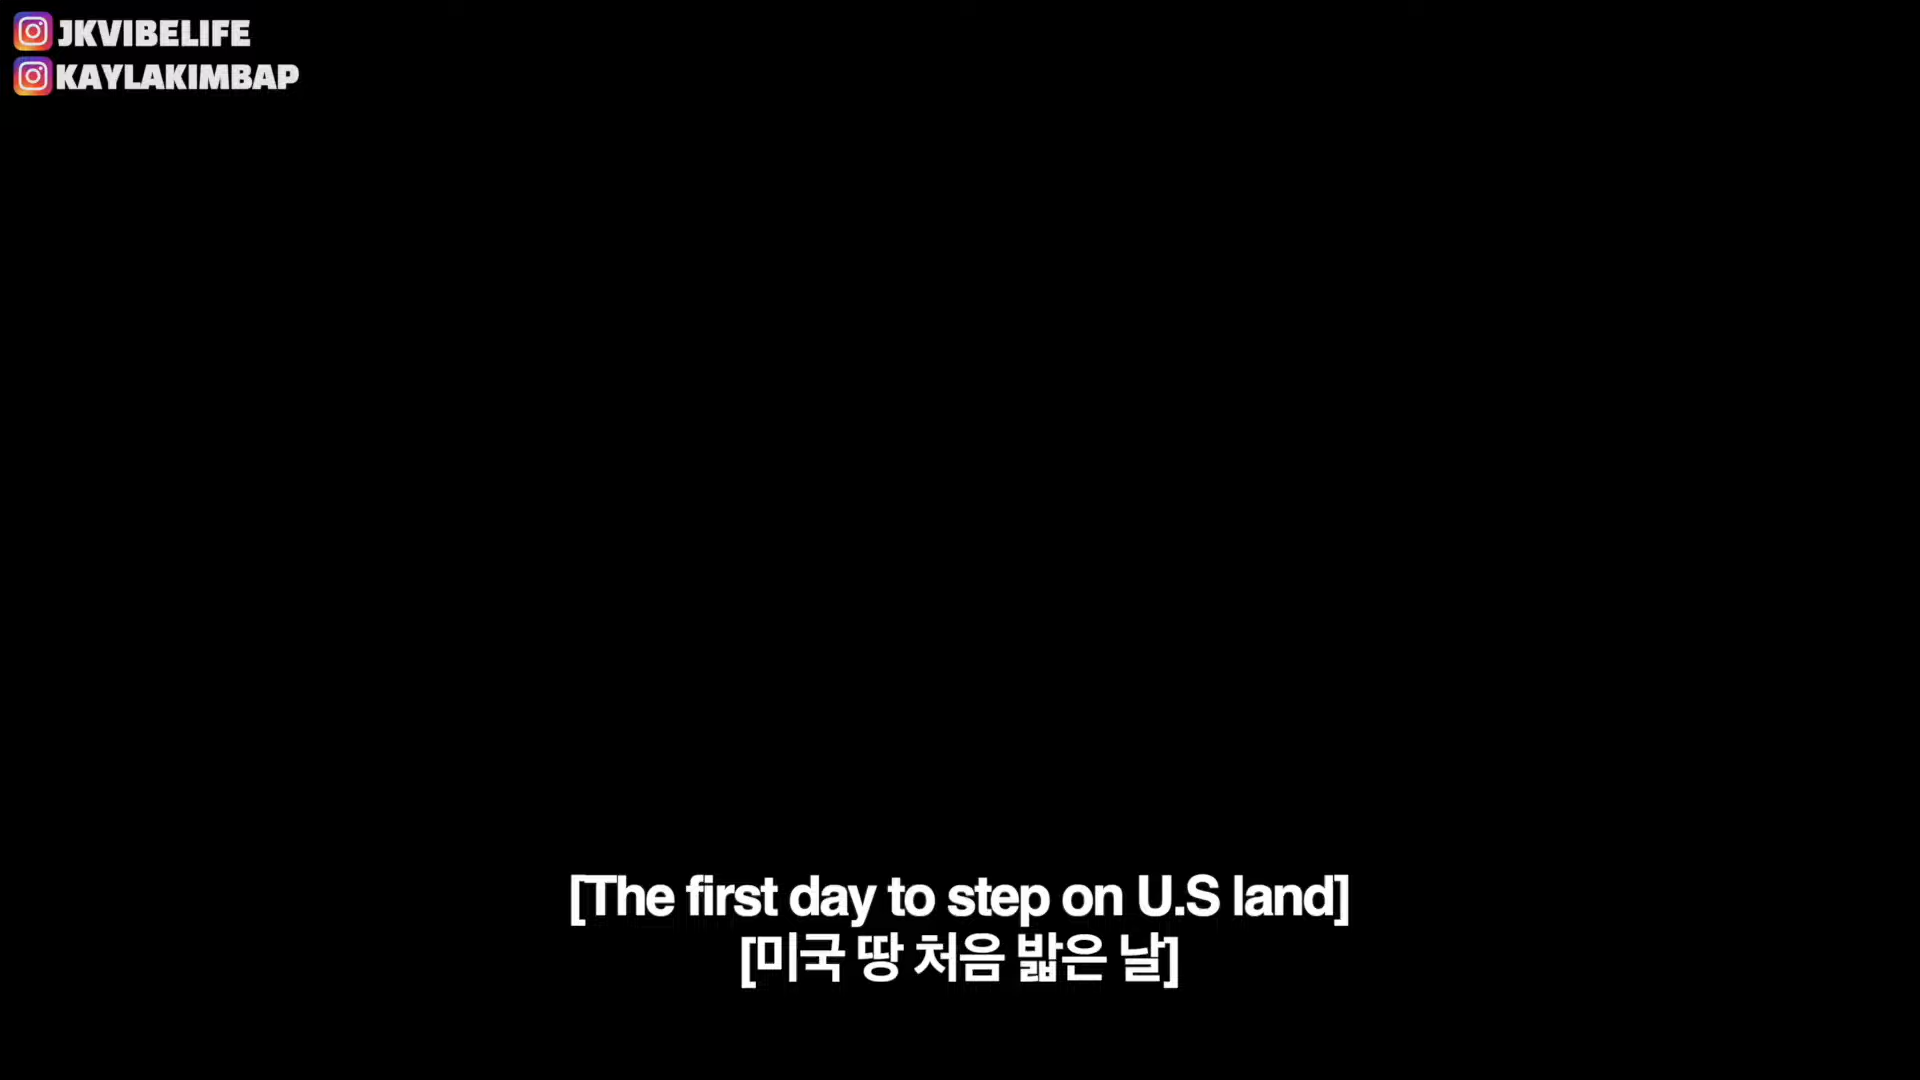 JKVIBELIFE
KAYLAKIMBAP
[The first day to step on U.S land]
[미국 땅 처음 밟은 날]